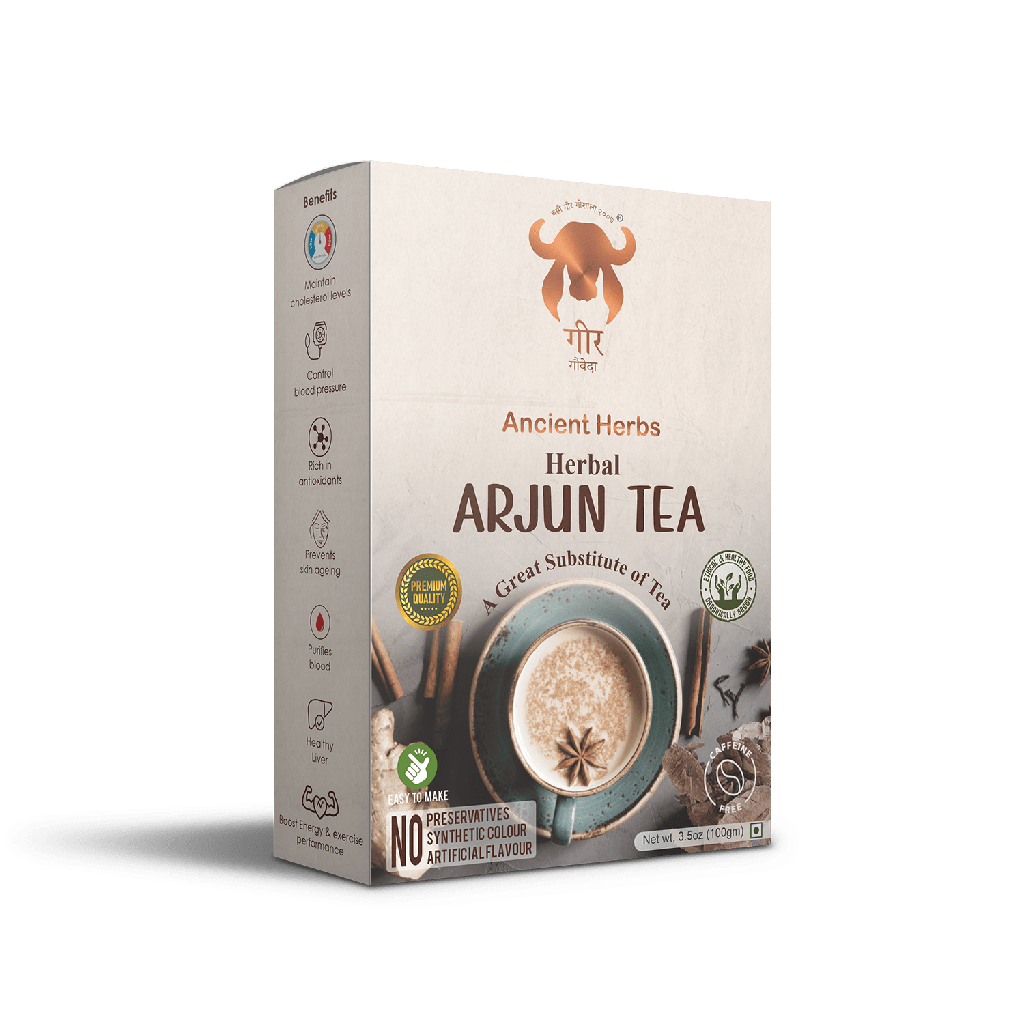 Benefits
Maintain
cholesterol levels
Control
blood pressure
Rich in
antioxidants
Prevents
skin ageing
Purifies
blood
Healthy
Liver
Boost Energy & exercise
performance
गीर
गौवेदा
Ancient Herbs
Herbal
ARJUN TEA
A Great Substitute of Tea
PREMIUM
QUALITY
EASY TO MAKE
NO
PRESERVATIVES
SYNTHETIC COLOUR
ARTIFICIAL FLAVOUR
CAFFEINE
FREE
Net wt. 3.5oz (100gm)